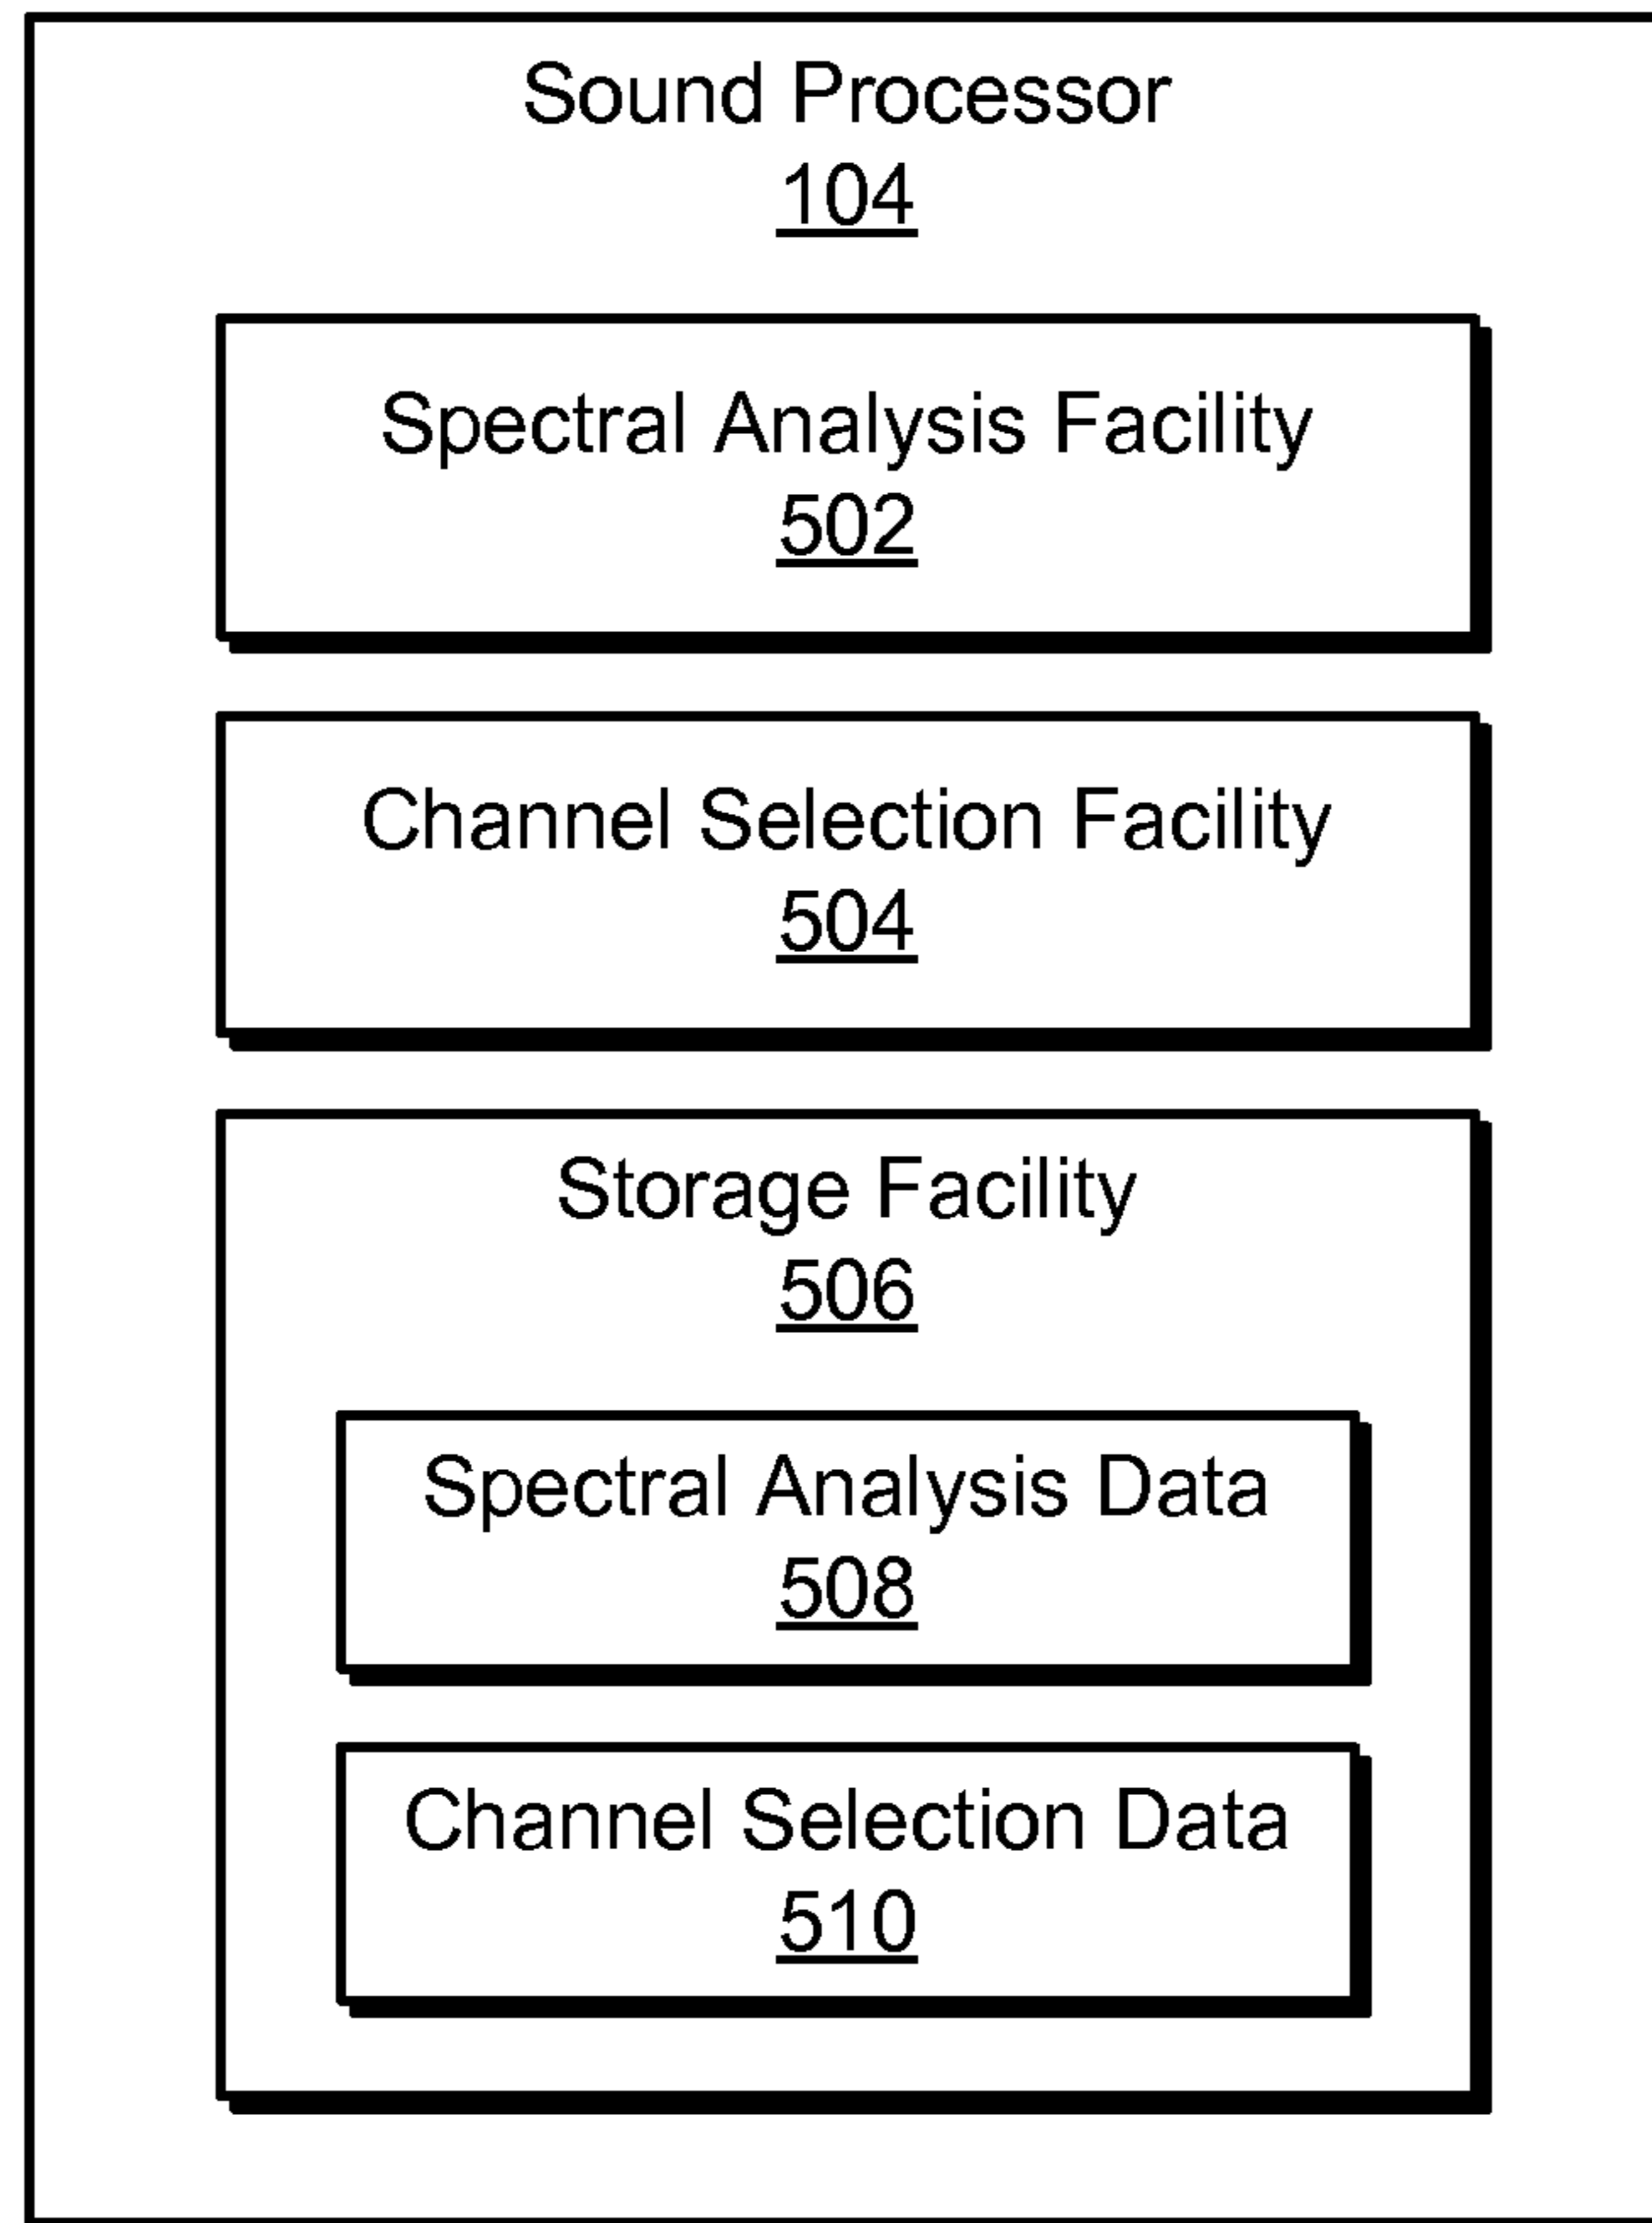 Sound Processor
104
Spectral Analysis Facility
502
Channel Selection Facility
504
Storage Facility
506
Spectral Analysis Data
508
Channel Selection Data
510